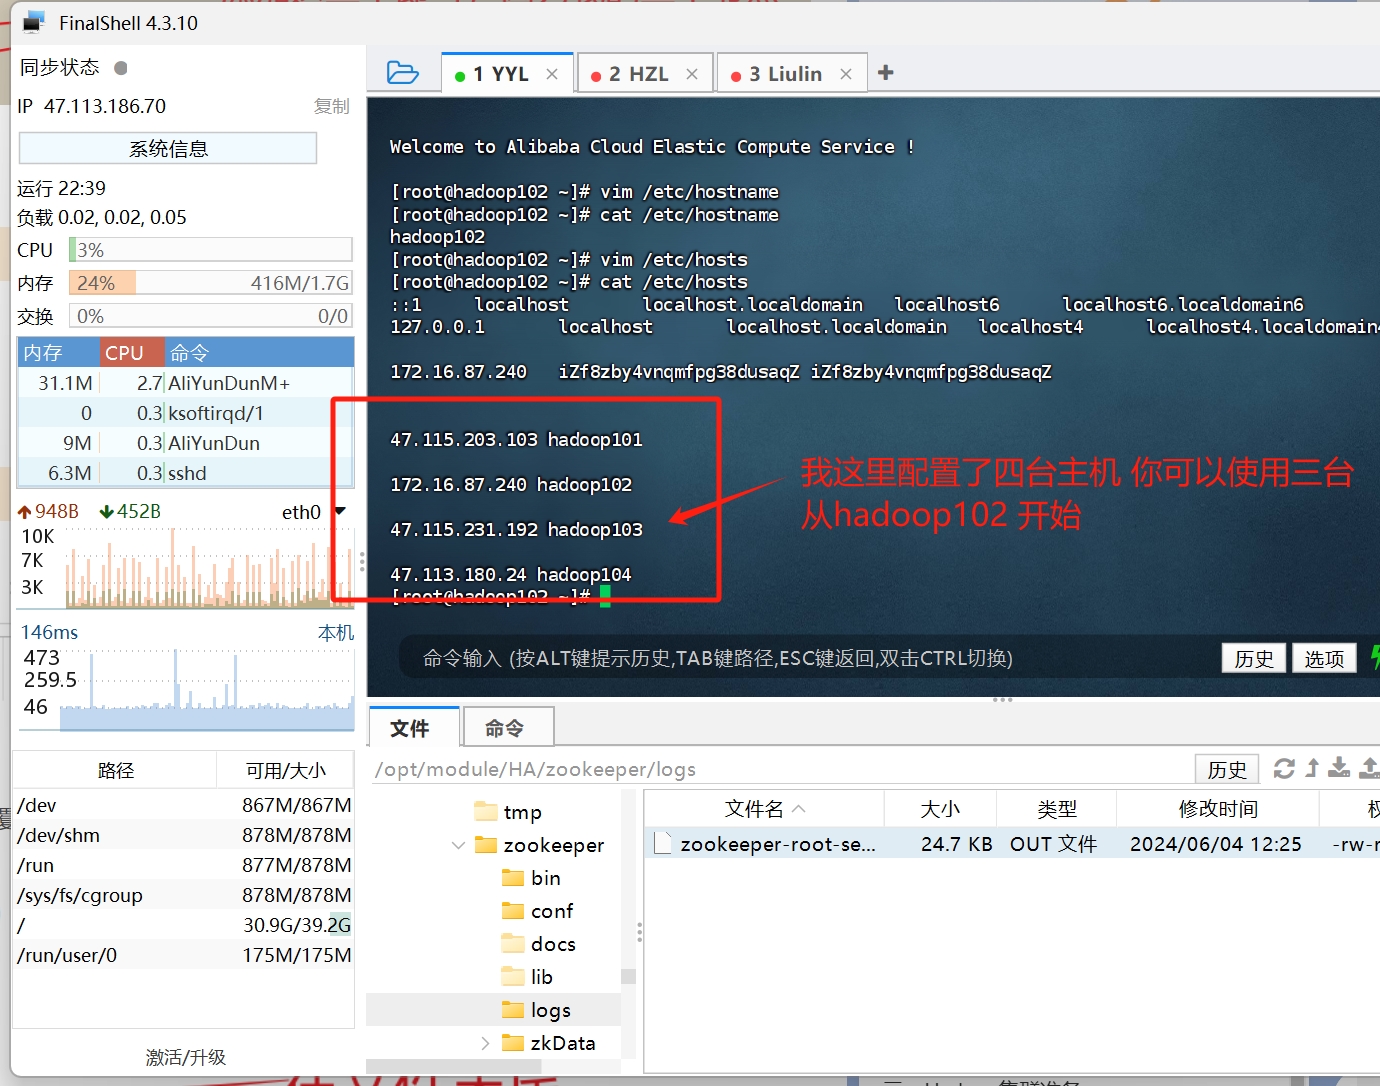 FinalShell 4.3.10
同步状态
IP 47.113.186.70
复制
系统信息
运行 22:39
负载 0.02, 0.02, 0.05
CPU 3%
内存 24% 416M/1.7G
交换 0% 0/0
内存 CPU 命令
31.1M 2.7 AliYunDunM+
0 0.3 ksoftirqd/1
9M 0.3 AliYunDun
6.3M 0.3 sshd
948B 452B eth0
10K
7K
3K
146ms 本机
473
259.5
46
路径 可用/大小
/dev 867M/867M
/dev/shm 878M/878M
/run 877M/878M
/sys/fs/cgroup 878M/878M
/ 30.9G/39.2G
/run/user/0 175M/175M
激活/升级
1 YYL
2 HZL
3 Liulin
Welcome to Alibaba Cloud Elastic Compute Service !
[root@hadoop102 ~]# vim /etc/hostname
[root@hadoop102 ~]# cat /etc/hostname
hadoop102
[root@hadoop102 ~]# vim /etc/hosts
[root@hadoop102 ~]# cat /etc/hosts
::1 localhost localhost.localdomain localhost6 localhost6.localdomain6
127.0.0.1 localhost localhost.localdomain localhost4 localhost4.localdomain4
172.16.87.240 iZf8zby4vnqmfpg38dusaqZ iZf8zby4vnqmfpg38dusaqZ
47.115.203.103 hadoop101
172.16.87.240 hadoop102
47.115.231.192 hadoop103
47.113.180.24 hadoop104
[root@hadoop102 ~]#
我这里配置了四台主机 你可以使用三台
从hadoop102 开始
命令输入 (按ALT键提示历史,TAB键路径,ESC键返回,双击CTRL切换)
历史
选项
文件
命令
/opt/module/HA/zookeeper/logs
历史
tmp
zookeeper
bin
conf
docs
lib
logs
zkData
文件名 大小 类型 修改时间
zookeeper-root-se... 24.7 KB OUT 文件 2024/06/04 12:25 -rw-r